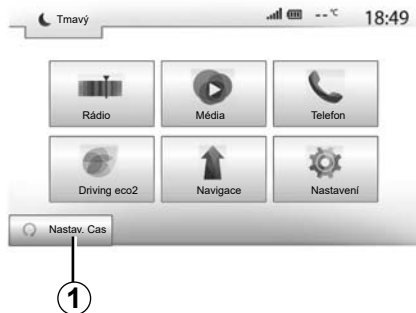 Tmavý
--°C
18:49
Rádio
Média
Telefon
Driving eco2
Navigace
Nastavení
Nastav. Cas
1